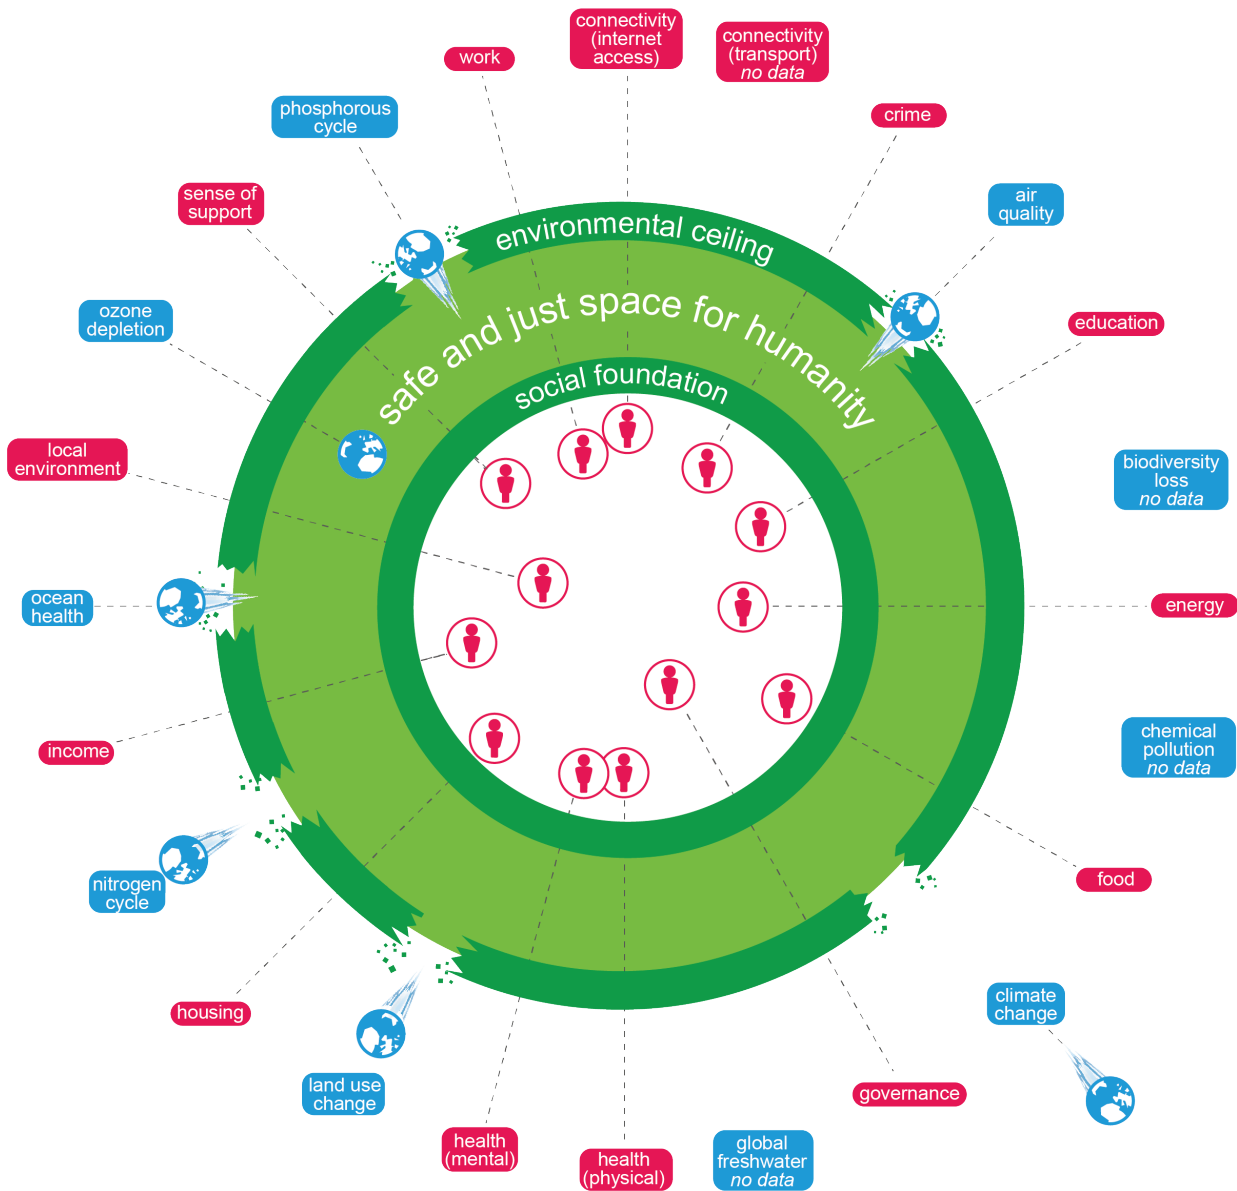 connectivity
(internet
access)
connectivity
(transport)
no data
work
crime
phosphorous
cycle
air
quality
sense of
support
environmental ceiling
safe and just space for humanity
social foundation
ozone
depletion
education
local
environment
biodiversity
loss
no data
ocean
health
energy
income
chemical
pollution
no data
nitrogen
cycle
food
housing
climate
change
land use
change
governance
health
(mental)
health
(physical)
global
freshwater
no data